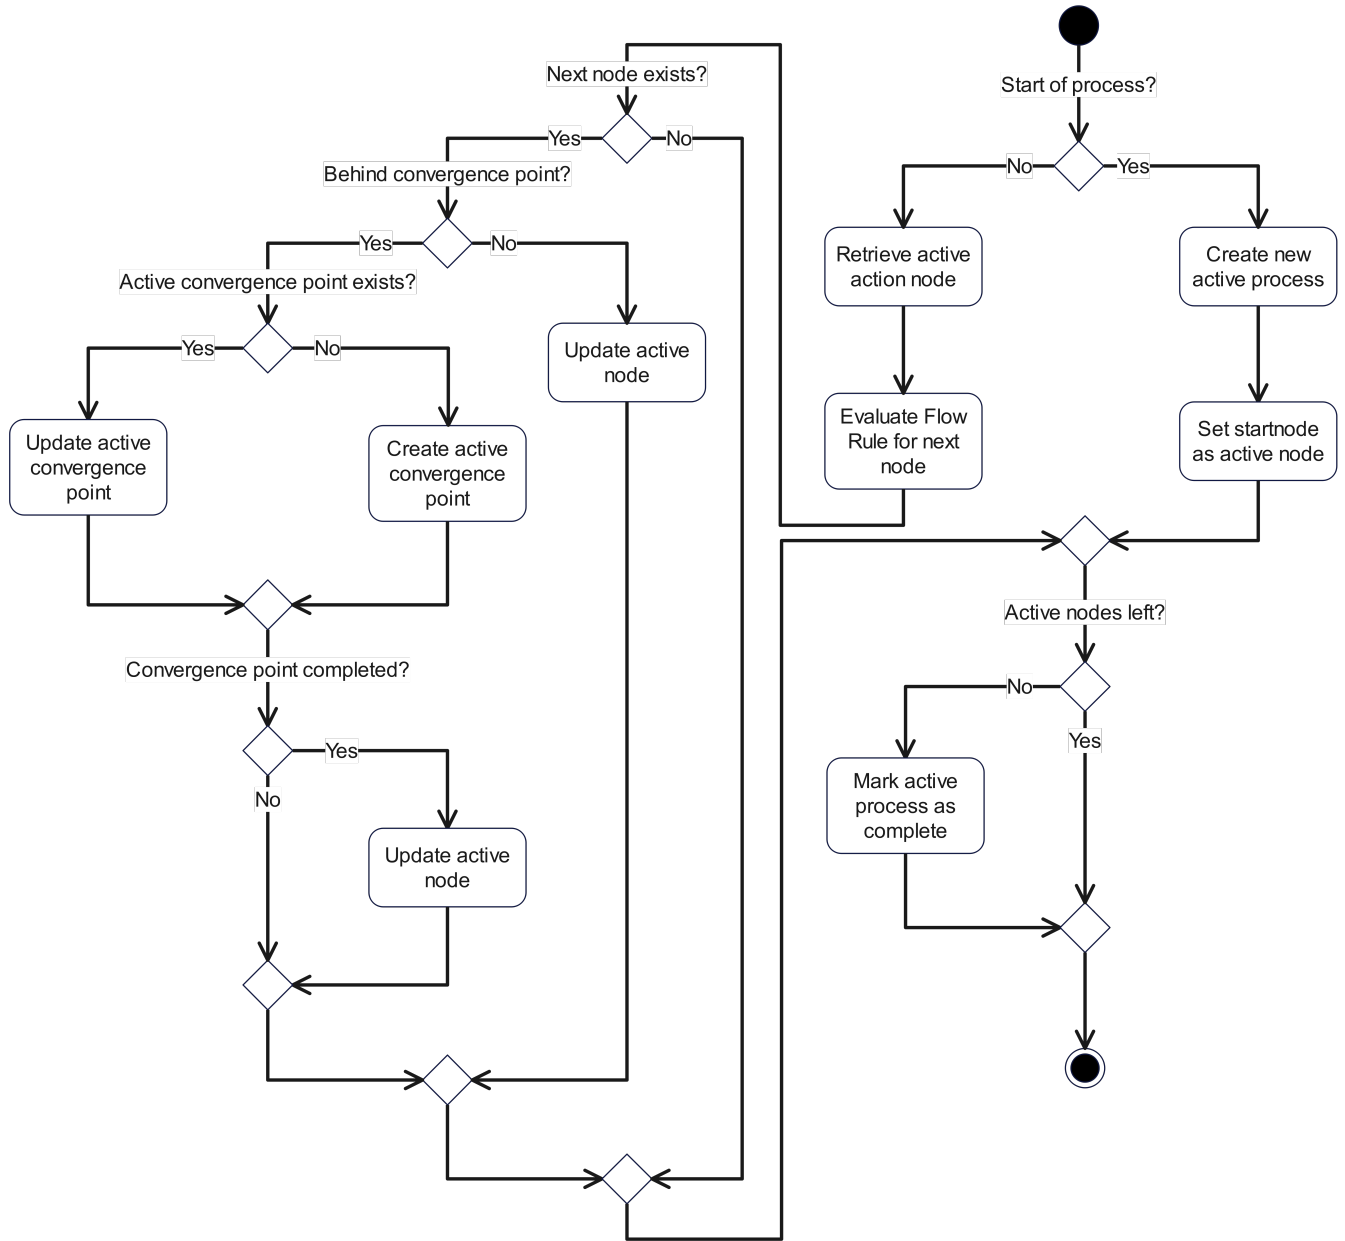 Start of process?
No
Yes
Retrieve active
action node
Create new
active process
Evaluate Flow
Rule for next
node
Set startnode
as active node
Next node exists?
Yes
No
Behind convergence point?
Yes
No
Active convergence point exists?
Yes
No
Update active
node
Update active
convergence
point
Create active
convergence
point
Convergence point completed?
Yes
No
Update active
node
Active nodes left?
No
Yes
Mark active
process as
complete